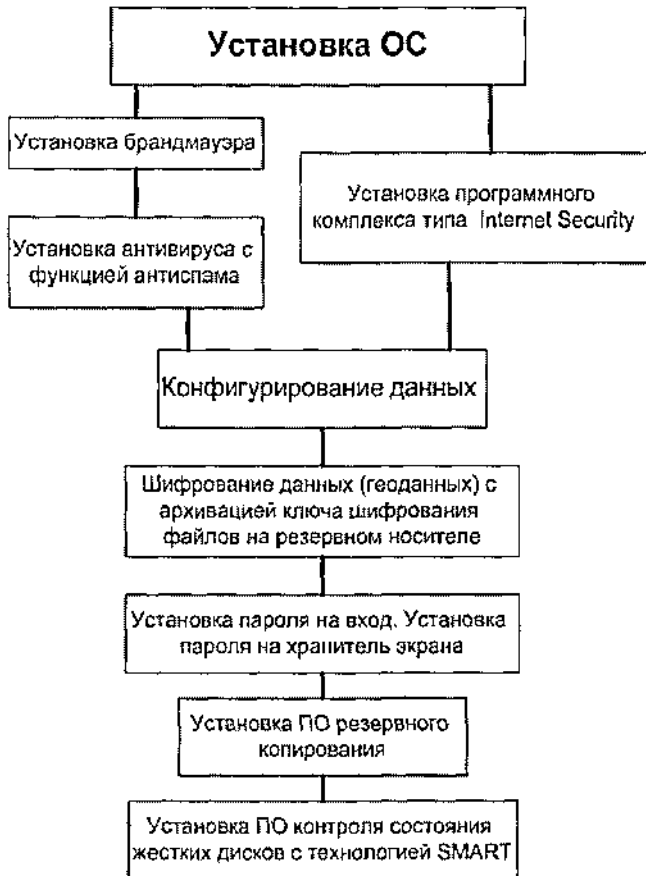 Установка ОС
Установка брандмауэра
Установка антивируса с
функцией антиспама
Установка программного
комплекса типа Internet Security
Конфигурирование данных
Шифрование данных (геоданных) с
архивацией ключа шифрования
файлов на резервном носителе
Установка пароля на вход. Установка
пароля на хранитель экрана
Установка ПО резервного
копирования
Установка ПО контроля состояния
жестких дисков с технологией SMART